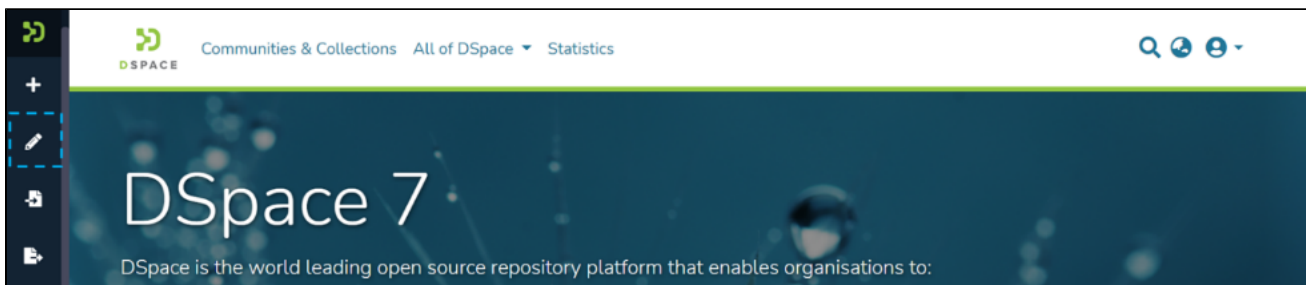 DSPACE
Communities & Collections All of DSpace Statistics
DSpace 7
DSpace is the world leading open source repository platform that enables organisations to: